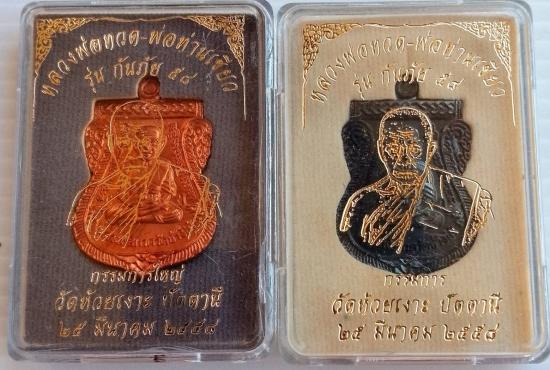 หลวงพ่อทวด-พ่อท่านเขียว
รุ่น กันภัย ๕๘
กรรมการใหญ่
วัดห้วยเงาะ ปัตตานี
๒๕ มีนาคม ๒๕๕๘
หลวงพ่อทวด-พ่อท่านเขียว
รุ่น กันภัย ๕๘
กรรมการ
วัดห้วยเงาะ ปัตตานี
๒๕ มีนาคม ๒๕๕๘